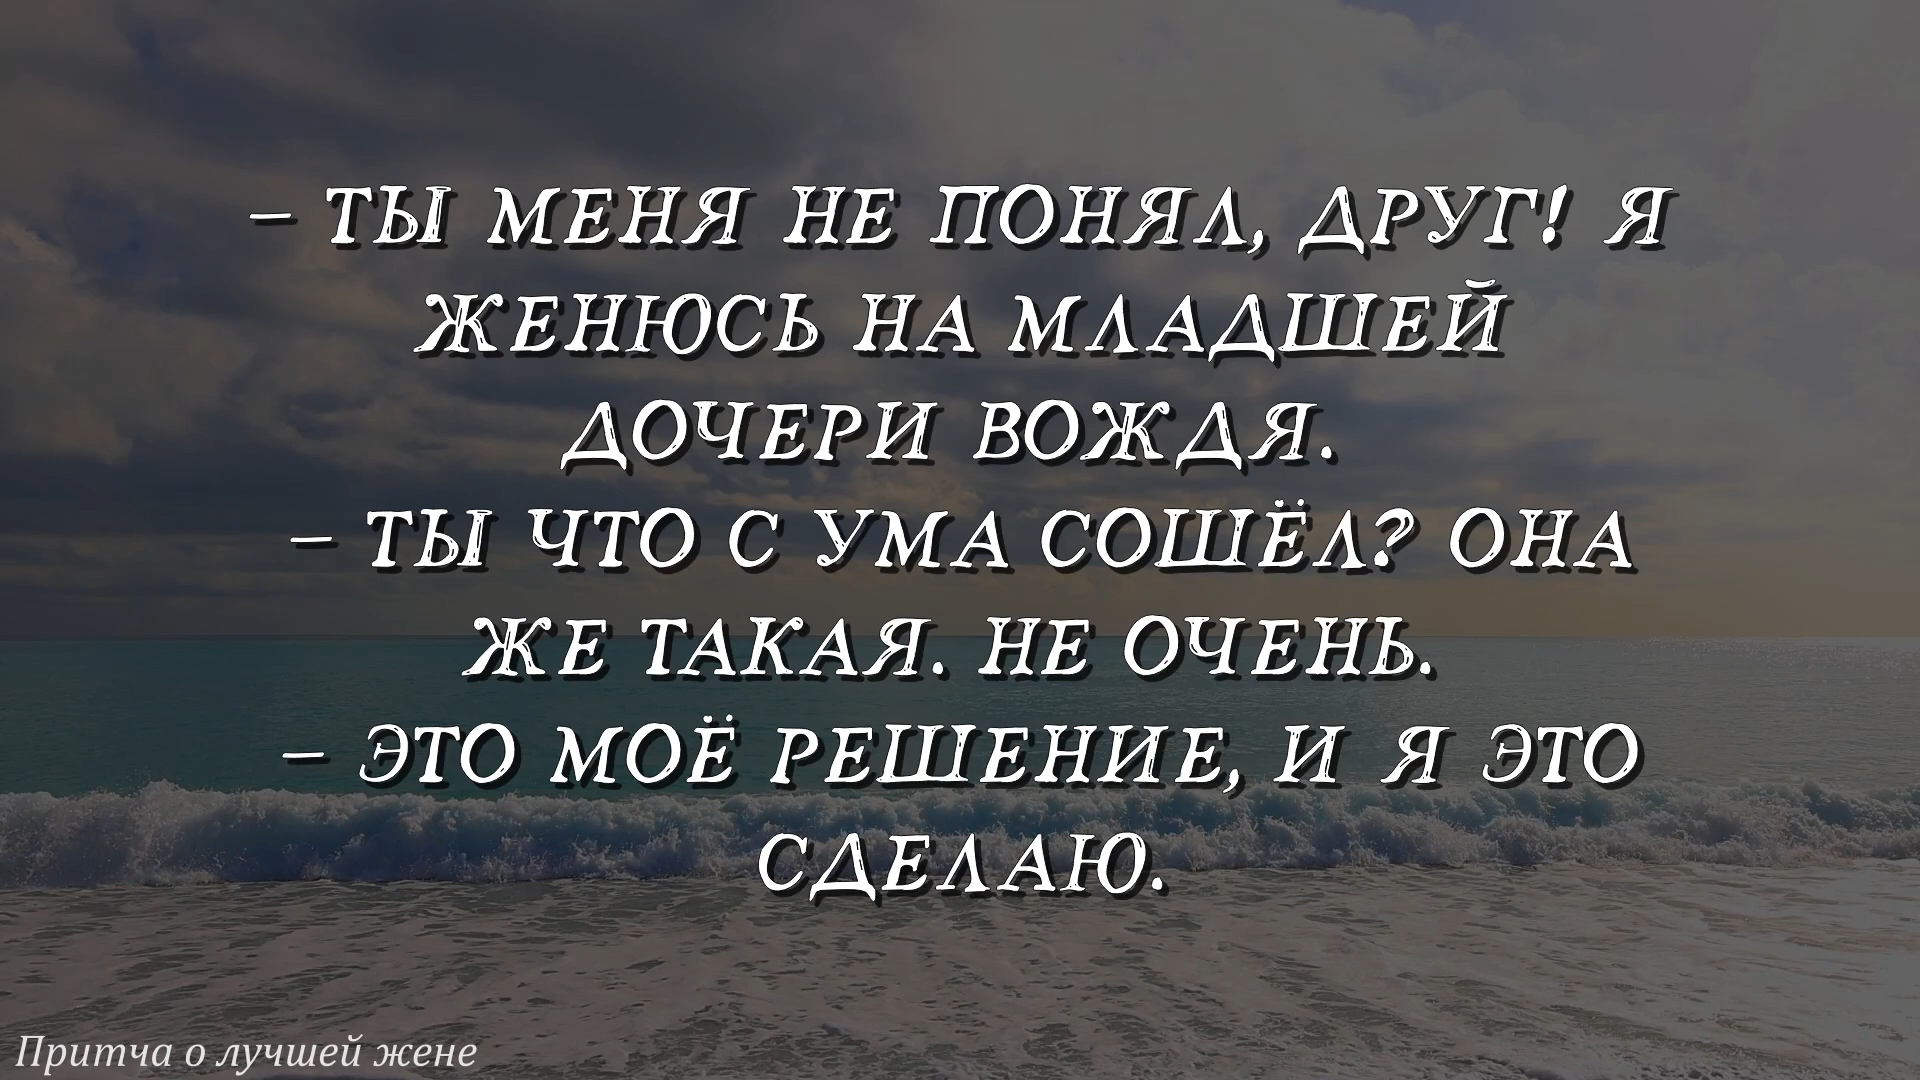 – ТЫ МЕНЯ НЕ ПОНЯЛ, ДРУГ! Я
ЖЕНЮСЬ НА МЛАДШЕЙ
ДОЧЕРИ ВОЖДЯ.
– ТЫ ЧТО С УМА СОШЁЛ? ОНА
ЖЕ ТАКАЯ. НЕ ОЧЕНЬ.
– ЭТО МОЁ РЕШЕНИЕ, И Я ЭТО
СДЕЛАЮ.
Притча о лучшей жене